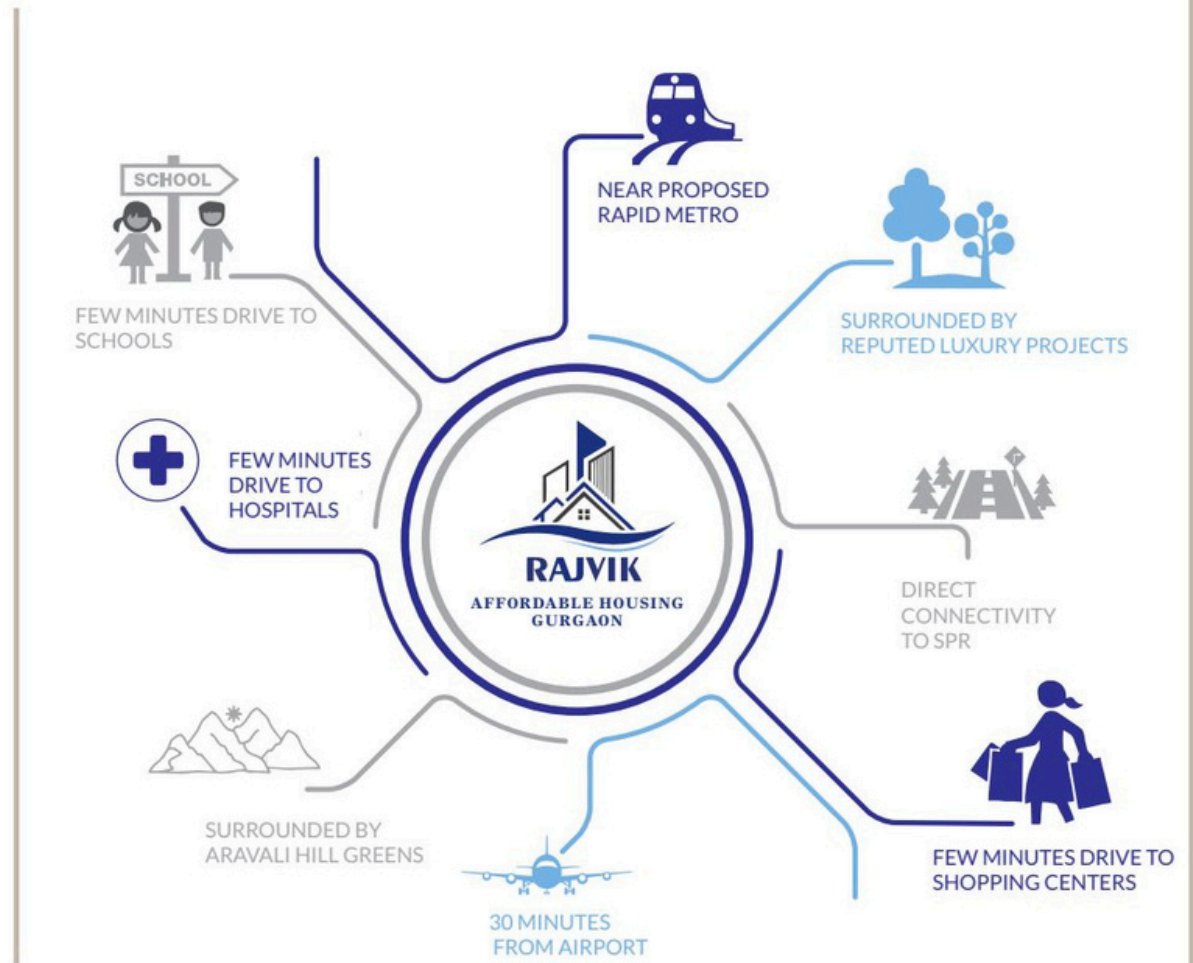 NEAR PROPOSED
RAPID METRO
SCHOOL
FEW MINUTES DRIVE TO
SCHOOLS
SURROUNDED BY
REPUTED LUXURY PROJECTS
FEW MINUTES
DRIVE TO
HOSPITALS
RAJVIK
AFFORDABLE HOUSING
GURGAON
DIRECT
CONNECTIVITY
TO SPR
SURROUNDED BY
ARAVALI HILL GREENS
30 MINUTES
FROM AIRPORT
FEW MINUTES DRIVE TO
SHOPPING CENTERS